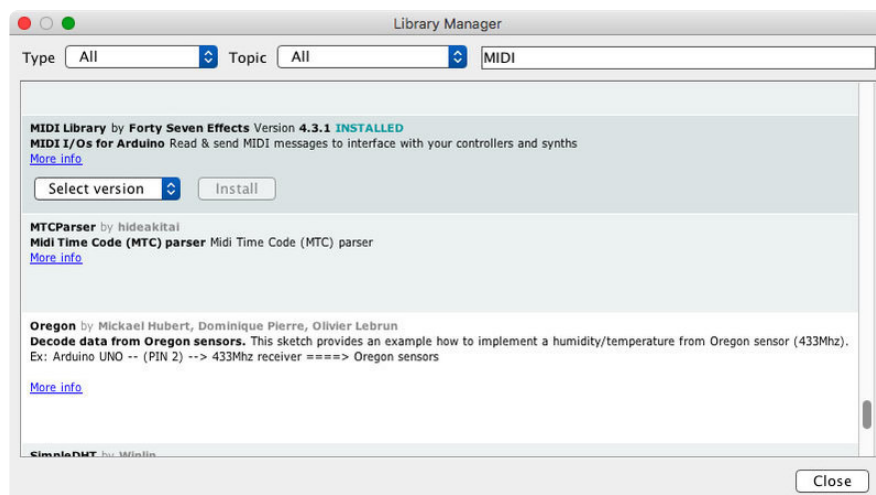 Library Manager
Type All Topic All MIDI
MIDI Library by Forty Seven Effects Version 4.3.1 INSTALLED
MIDI I/Os for Arduino Read & send MIDI messages to interface with your controllers and synths
More info
Select version Install
MTCParser by hideakitai
Midi Time Code (MTC) parser Midi Time Code (MTC) parser
More info
Oregon by Mickael Hubert, Dominique Pierre, Olivier Lebrun
Decode data from Oregon sensors. This sketch provides an example how to implement a humidity/temperature from Oregon sensor (433Mhz).
Ex: Arduino UNO -- (PIN 2) --> 433Mhz receiver ====> Oregon sensors
More info
SimpleDHT by Winlin
Close